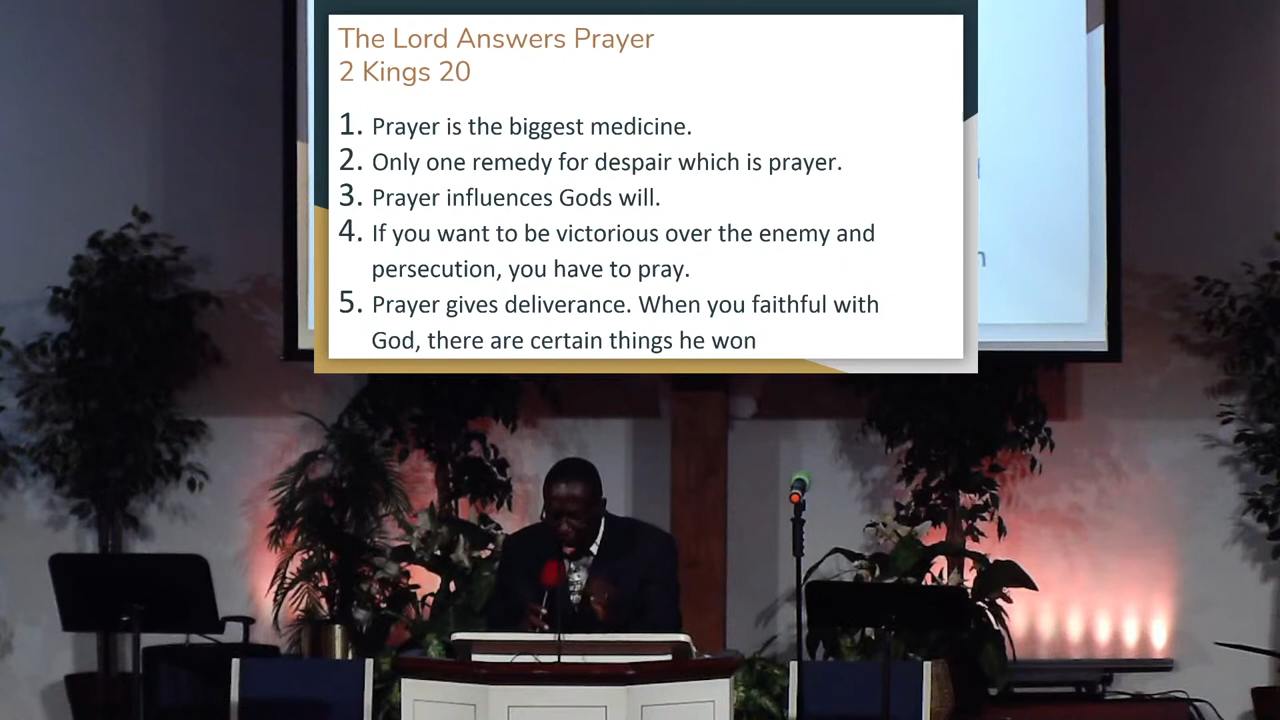 The Lord Answers Prayer
2 Kings 20
1. Prayer is the biggest medicine.
2. Only one remedy for despair which is prayer.
3. Prayer influences Gods will.
4. If you want to be victorious over the enemy and
persecution, you have to pray.
5. Prayer gives deliverance. When you faithful with
God, there are certain things he won